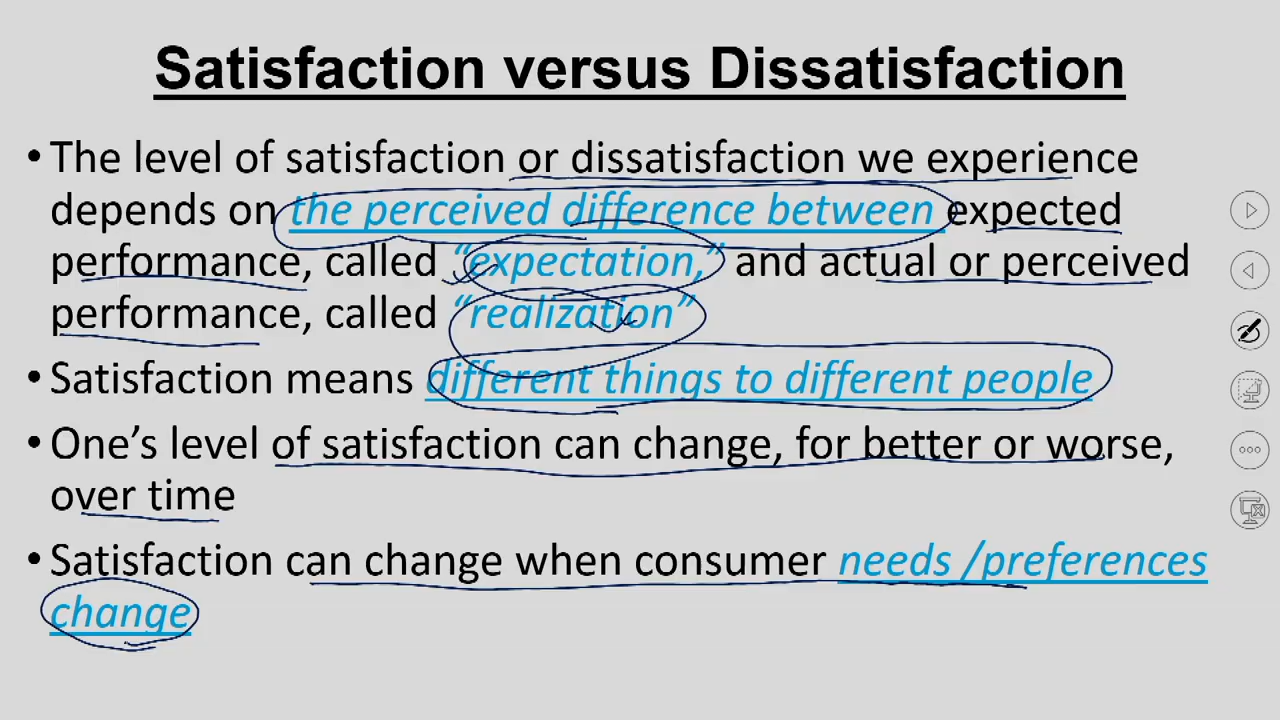 Satisfaction versus Dissatisfaction
• The level of satisfaction or dissatisfaction we experience
depends on the perceived difference between expected
performance, called “expectation,” and actual or perceived
performance, called “realization”
• Satisfaction means different things to different people
• One’s level of satisfaction can change, for better or worse,
over time
• Satisfaction can change when consumer needs /preferences
change